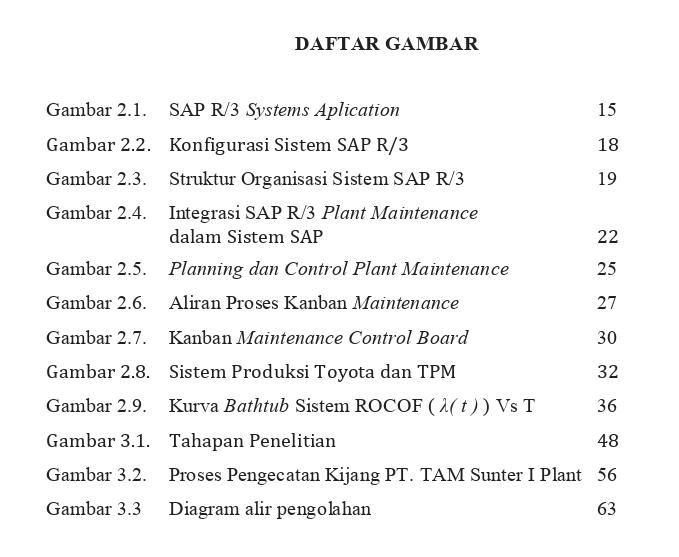 DAFTAR GAMBAR
Gambar 2.1. SAP R/3 Systems Aplication 15
Gambar 2.2. Konfigurasi Sistem SAP R/3 18
Gambar 2.3. Struktur Organisasi Sistem SAP R/3 19
Gambar 2.4. Integrasi SAP R/3 Plant Maintenance
dalam Sistem SAP 22
Gambar 2.5. Planning dan Control Plant Maintenance 25
Gambar 2.6. Aliran Proses Kanban Maintenance 27
Gambar 2.7. Kanban Maintenance Control Board 30
Gambar 2.8. Sistem Produksi Toyota dan TPM 32
Gambar 2.9. Kurva Bathtub Sistem ROCOF ( λ( t ) ) Vs T 36
Gambar 3.1. Tahapan Penelitian 48
Gambar 3.2. Proses Pengecatan Kijang PT. TAM Sunter I Plant 56
Gambar 3.3 Diagram alir pengolahan 63